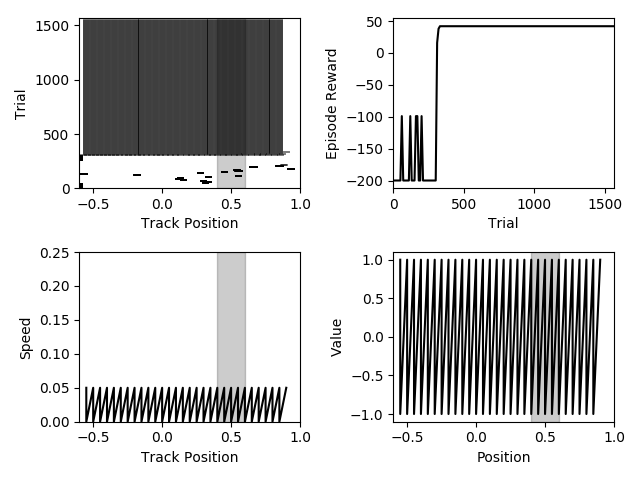 1500
1000
500
0
Trial
−0.5 0.0 0.5 1.0
Track Position
50
0
−50
−100
−150
−200
Episode Reward
0 500 1000 1500
Trial
0.25
0.20
0.15
0.10
0.05
0.00
Speed
−0.5 0.0 0.5 1.0
Track Position
1.0
0.5
0.0
−0.5
−1.0
Value
−0.5 0.0 0.5 1.0
Position